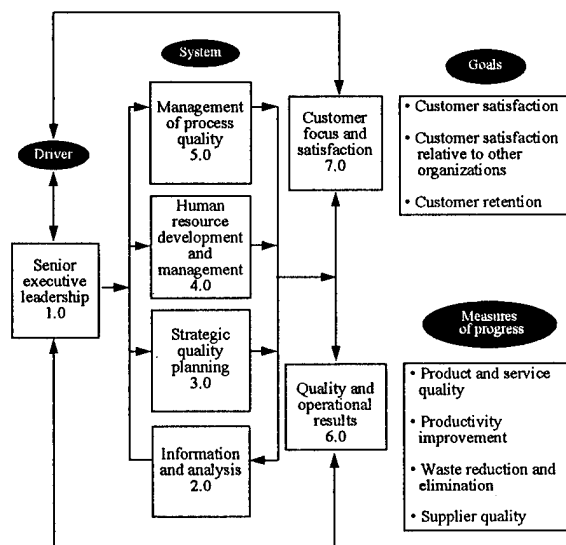 System
Management
of process
quality
5.0
Human
resource
development and
management
4.0
Strategic
quality
planning
3.0
Information
and analysis
2.0
Driver
Senior
executive
leadership
1.0
Customer
focus and
satisfaction
7.0
Quality and
operational
results
6.0
Goals
• Customer satisfaction
• Customer satisfaction
relative to other
organizations
• Customer retention
Measures
of progress
• Product and service
quality
• Productivity
improvement
• Waste reduction and
elimination
• Supplier quality